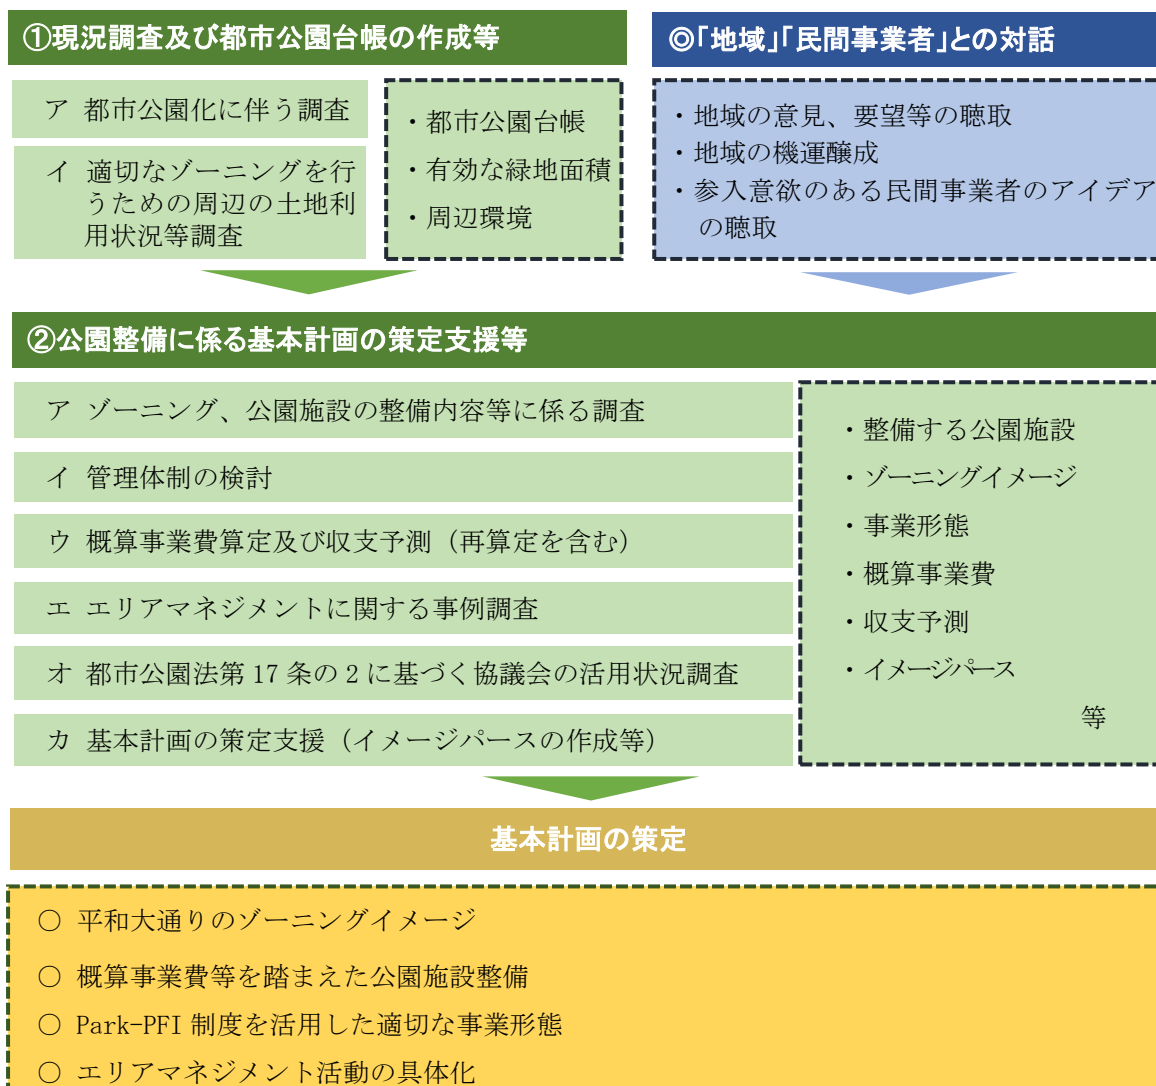 ①現況調査及び都市公園台帳の作成等
ア 都市公園化に伴う調査
イ 適切なゾーニングを行
うための周辺の土地利
用状況等調査
・都市公園台帳
・有効な緑地面積
・周辺環境
◎「地域」「民間事業者」との対話
・地域の意見、要望等の聴取
・地域の機運醸成
・参入意欲のある民間事業者のアイデア
の聴取
②公園整備に係る基本計画の策定支援等
ア ゾーニング、公園施設の整備内容等に係る調査
イ 管理体制の検討
ウ 概算事業費算定及び収支予測（再算定を含む）
エ エリアマネジメントに関する事例調査
オ 都市公園法第 17 条の 2 に基づく協議会の活用状況調査
カ 基本計画の策定支援（イメージパースの作成等）
・整備する公園施設
・ゾーニングイメージ
・事業形態
・概算事業費
・収支予測
・イメージパース
等
基本計画の策定
○ 平和大通りのゾーニングイメージ
○ 概算事業費等を踏まえた公園施設整備
○ Park-PFI 制度を活用した適切な事業形態
○ エリアマネジメント活動の具体化